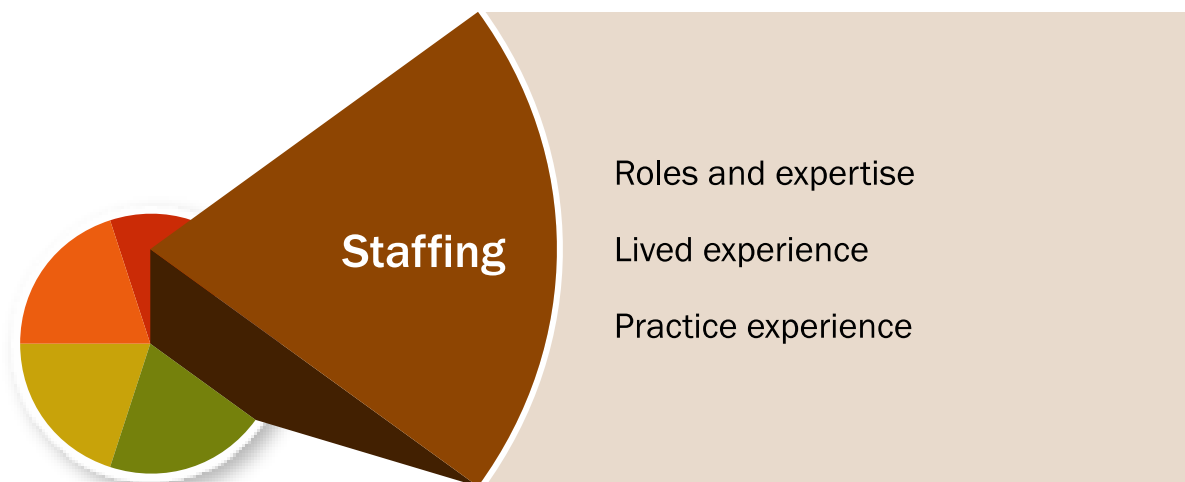 Staffing
Roles and expertise
Lived experience
Practice experience